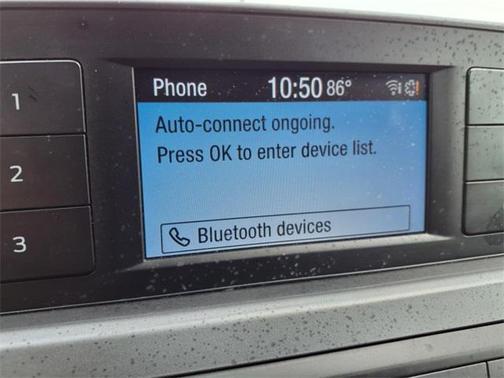 Phone 10:50 86°
Auto-connect ongoing.
Press OK to enter device list.
Bluetooth devices
1
2
3